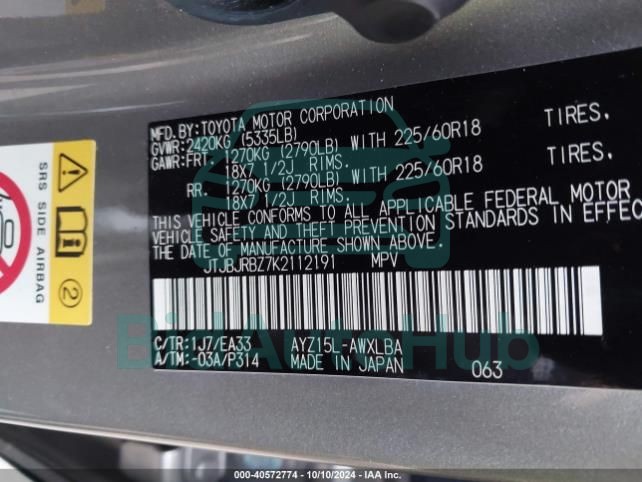 MFD.BY:TOYOTA MOTOR CORPORATION
GVWR:2420KG (5335LB)
GAWR:FRT. 1270KG (2790LB) WITH 225/60R18 TIRES,
18X7 1/2J RIMS.
RR. 1270KG (2790LB) WITH 225/60R18 TIRES,
18X7 1/2J RIMS.
THIS VEHICLE CONFORMS TO ALL APPLICABLE FEDERAL MOTOR
VEHICLE SAFETY AND THEFT PREVENTION STANDARDS IN EFFEC
THE DATE OF MANUFACTURE SHOWN ABOVE.
JTJBJRBZ7K2112191 MPV
C/TR:1J7/EA33 AYZ15L-AWXLBA
A/TM:-03A/P314 MADE IN JAPAN 063
SRS SIDE AIRBAG
2
BidAutoHub
000-40572774 - 10/10/2024 - IAA Inc.